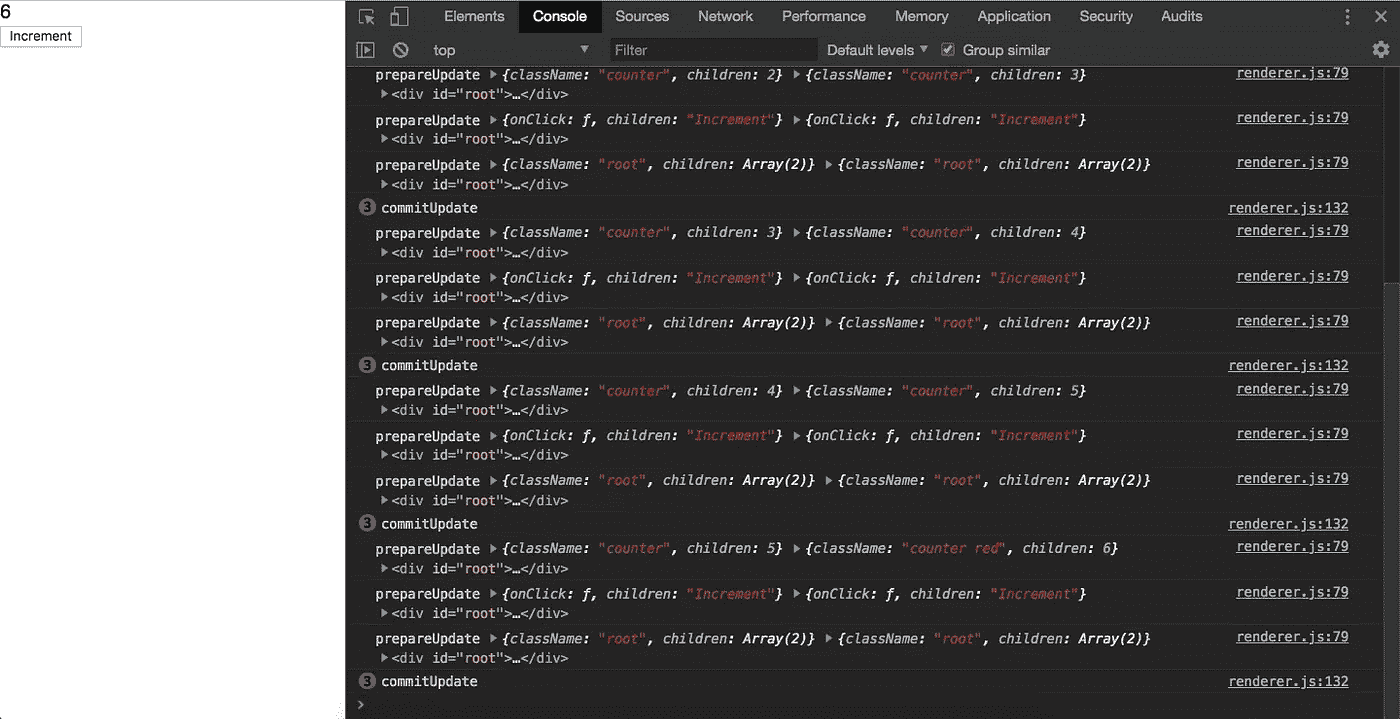 6
Increment
Elements Console Sources Network Performance Memory Application Security Audits
top Filter Default levels Group similar
prepareUpdate {className: "counter", children: 2} {className: "counter", children: 3} renderer.js:79
<div id="root">…</div>
prepareUpdate {onClick: ƒ, children: "Increment"} {onClick: ƒ, children: "Increment"} renderer.js:79
<div id="root">…</div>
prepareUpdate {className: "root", children: Array(2)} {className: "root", children: Array(2)} renderer.js:79
<div id="root">…</div>
3 commitUpdate renderer.js:132
prepareUpdate {className: "counter", children: 3} {className: "counter", children: 4} renderer.js:79
<div id="root">…</div>
prepareUpdate {onClick: ƒ, children: "Increment"} {onClick: ƒ, children: "Increment"} renderer.js:79
<div id="root">…</div>
prepareUpdate {className: "root", children: Array(2)} {className: "root", children: Array(2)} renderer.js:79
<div id="root">…</div>
3 commitUpdate renderer.js:132
prepareUpdate {className: "counter", children: 4} {className: "counter", children: 5} renderer.js:79
<div id="root">…</div>
prepareUpdate {onClick: ƒ, children: "Increment"} {onClick: ƒ, children: "Increment"} renderer.js:79
<div id="root">…</div>
prepareUpdate {className: "root", children: Array(2)} {className: "root", children: Array(2)} renderer.js:79
<div id="root">…</div>
3 commitUpdate renderer.js:132
prepareUpdate {className: "counter", children: 5} {className: "counter red", children: 6} renderer.js:79
<div id="root">…</div>
prepareUpdate {onClick: ƒ, children: "Increment"} {onClick: ƒ, children: "Increment"} renderer.js:79
<div id="root">…</div>
prepareUpdate {className: "root", children: Array(2)} {className: "root", children: Array(2)} renderer.js:79
<div id="root">…</div>
3 commitUpdate renderer.js:132